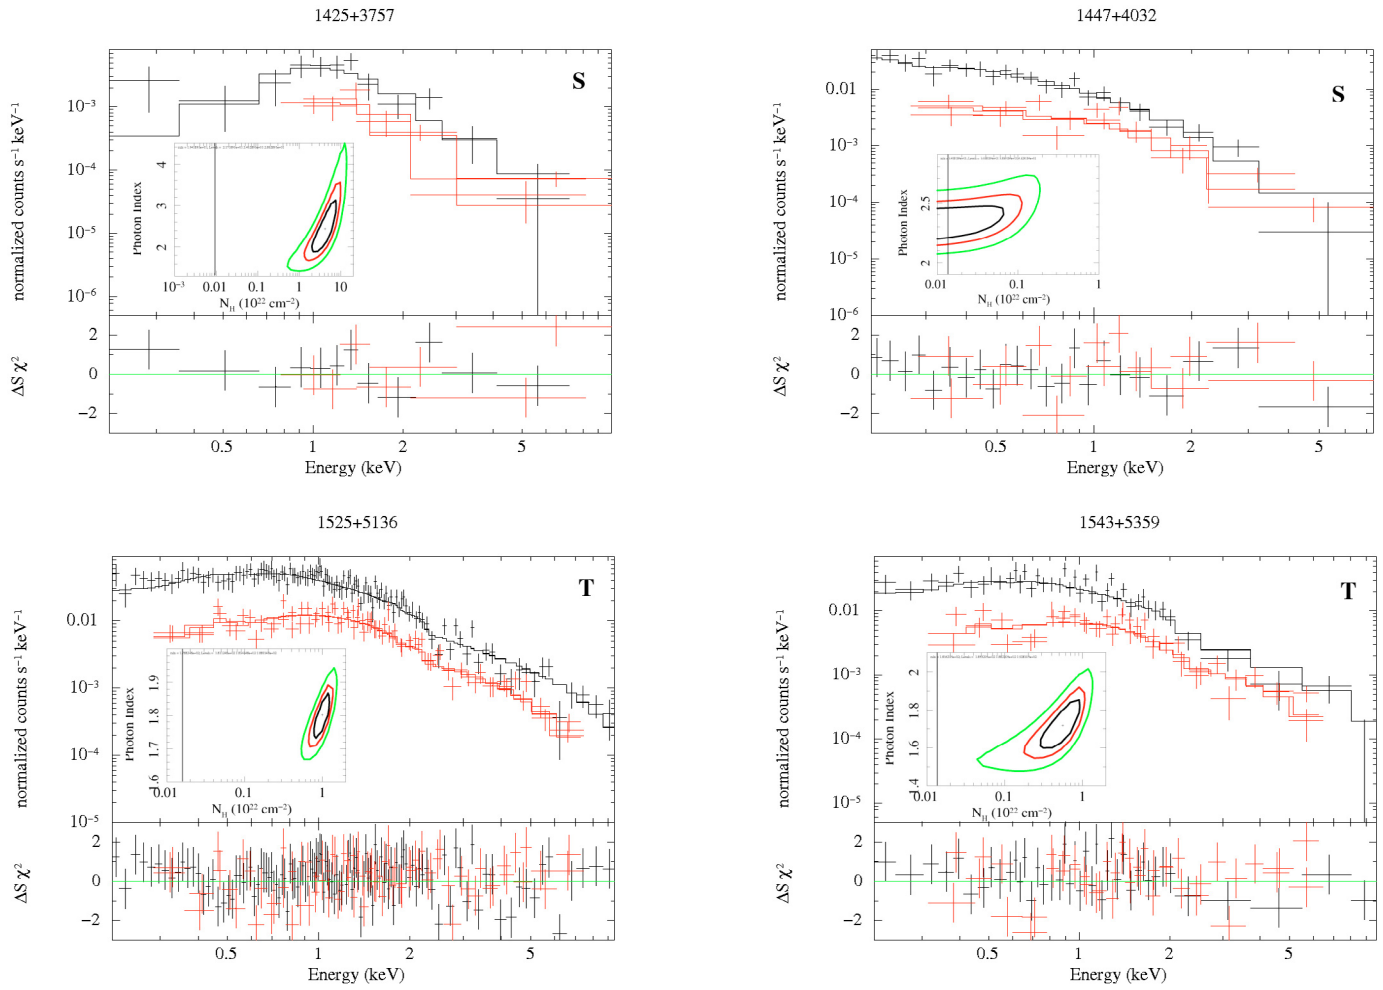 1425+3757
S
normalized counts s⁻¹ keV⁻¹
10⁻³
10⁻⁴
10⁻⁵
10⁻⁶
Photon Index
4
3
2
10⁻³ 0.01 0.1 1 10
N_H (10²² cm⁻²)
ΔS χ²
2
0
−2
0.5 1 2 5
Energy (keV)
1447+4032
S
normalized counts s⁻¹ keV⁻¹
0.01
10⁻³
10⁻⁴
10⁻⁵
10⁻⁶
Photon Index
2.5
2
0.01 0.1 1
N_H (10²² cm⁻²)
ΔS χ²
2
0
−2
0.5 1 2 5
Energy (keV)
1525+5136
T
normalized counts s⁻¹ keV⁻¹
0.01
10⁻³
10⁻⁴
10⁻⁵
Photon Index
1.9
1.8
1.7
1.6
0.01 0.1 1
N_H (10²² cm⁻²)
ΔS χ²
2
0
−2
0.5 1 2 5
Energy (keV)
1543+5359
T
normalized counts s⁻¹ keV⁻¹
0.01
10⁻³
10⁻⁴
10⁻⁵
Photon Index
2
1.8
1.6
1.4
0.01 0.1 1
N_H (10²² cm⁻²)
ΔS χ²
2
0
−2
0.5 1 2 5
Energy (keV)